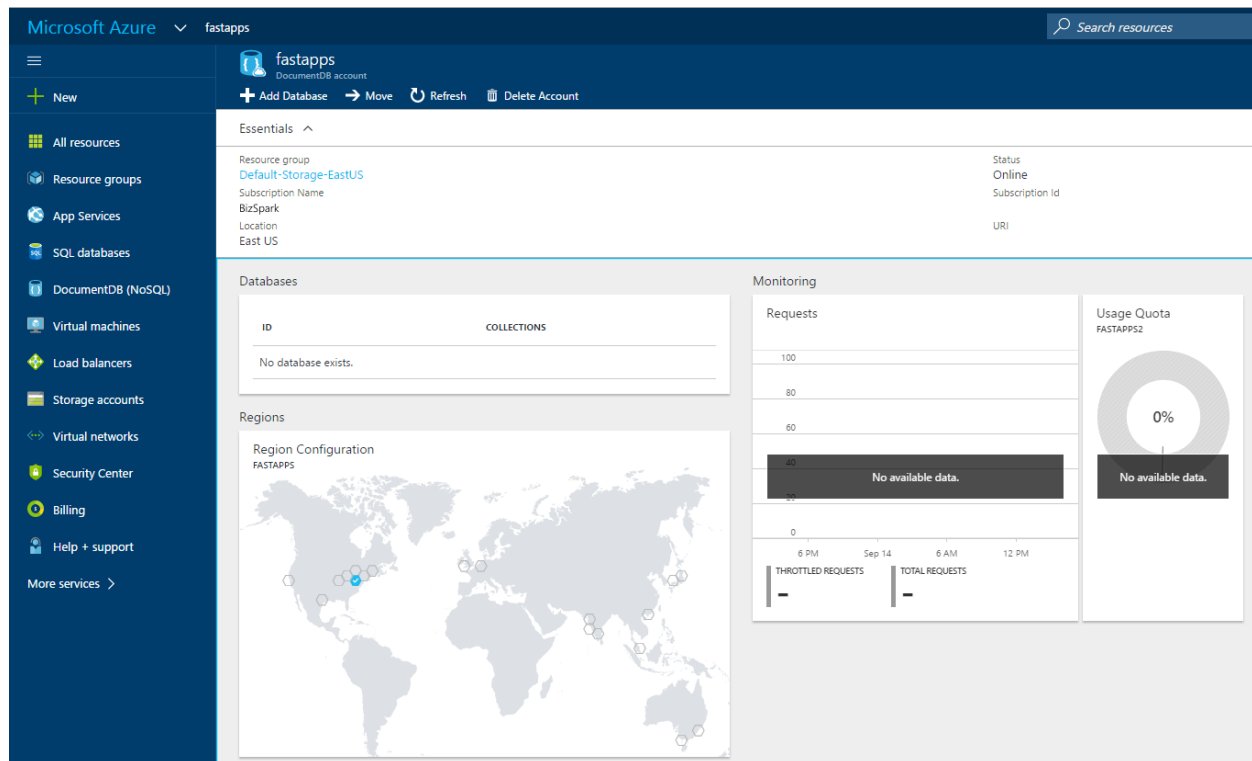 Microsoft Azure fastapps
Search resources
New
All resources
Resource groups
App Services
SQL databases
DocumentDB (NoSQL)
Virtual machines
Load balancers
Storage accounts
Virtual networks
Security Center
Billing
Help + support
More services
fastapps
DocumentDB account
Add Database Move Refresh Delete Account
Essentials
Resource group
Default-Storage-EastUS
Subscription Name
BizSpark
Location
East US
Status
Online
Subscription Id
URI
Databases
ID COLLECTIONS
No database exists.
Regions
Region Configuration
FASTAPPS
Monitoring
Requests
100
80
60
40
No available data.
20
0
6 PM Sep 14 6 AM 12 PM
THROTTLED REQUESTS TOTAL REQUESTS
– –
Usage Quota
FASTAPPS2
0%
No available data.